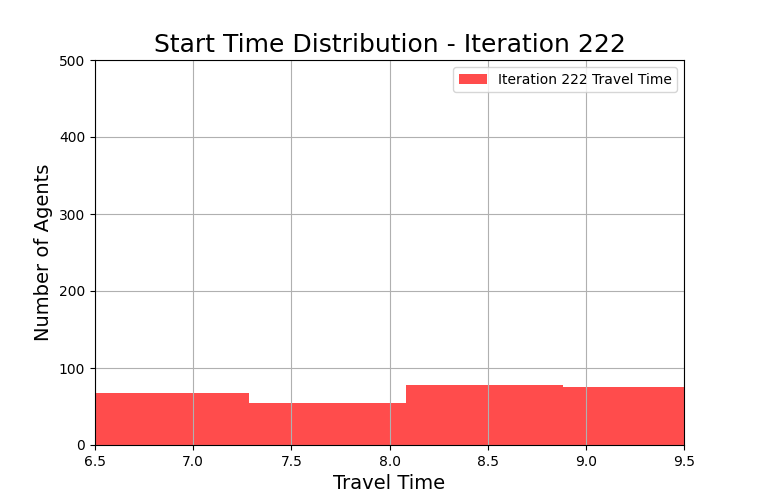 Start Time Distribution - Iteration 222
Iteration 222 Travel Time
Number of Agents
500
400
300
200
100
0
6.5 7.0 7.5 8.0 8.5 9.0 9.5
Travel Time